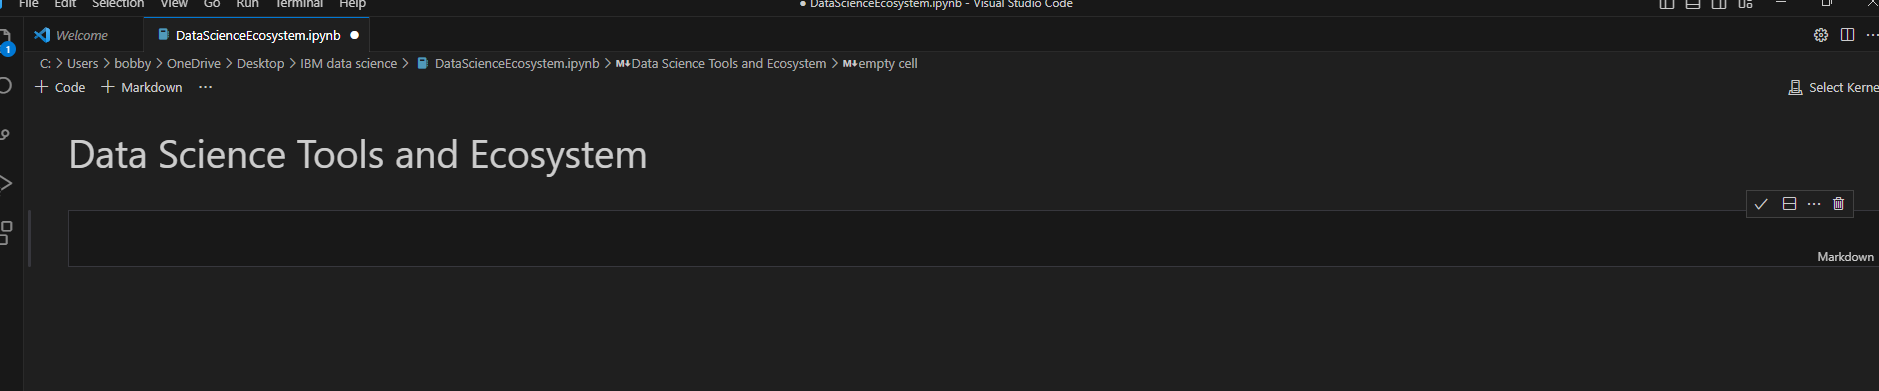 File Edit Selection View Go Run Terminal Help
● DataScienceEcosystem.ipynb - Visual Studio Code
1
Welcome
DataScienceEcosystem.ipynb ●
C: > Users > bobby > OneDrive > Desktop > IBM data science > DataScienceEcosystem.ipynb > M↓Data Science Tools and Ecosystem > M↓empty cell
+ Code + Markdown ...
Select Kerne
Data Science Tools and Ecosystem
Markdown